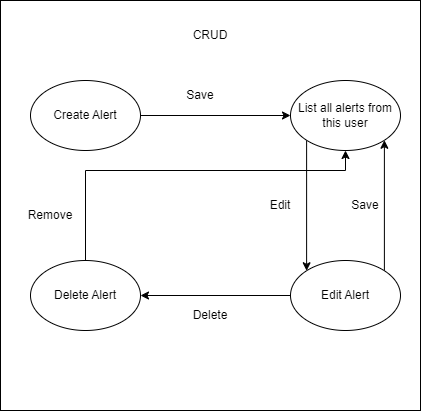 CRUD
Save
Create Alert
List all alerts from
this user
Remove
Edit
Save
Delete Alert
Edit Alert
Delete